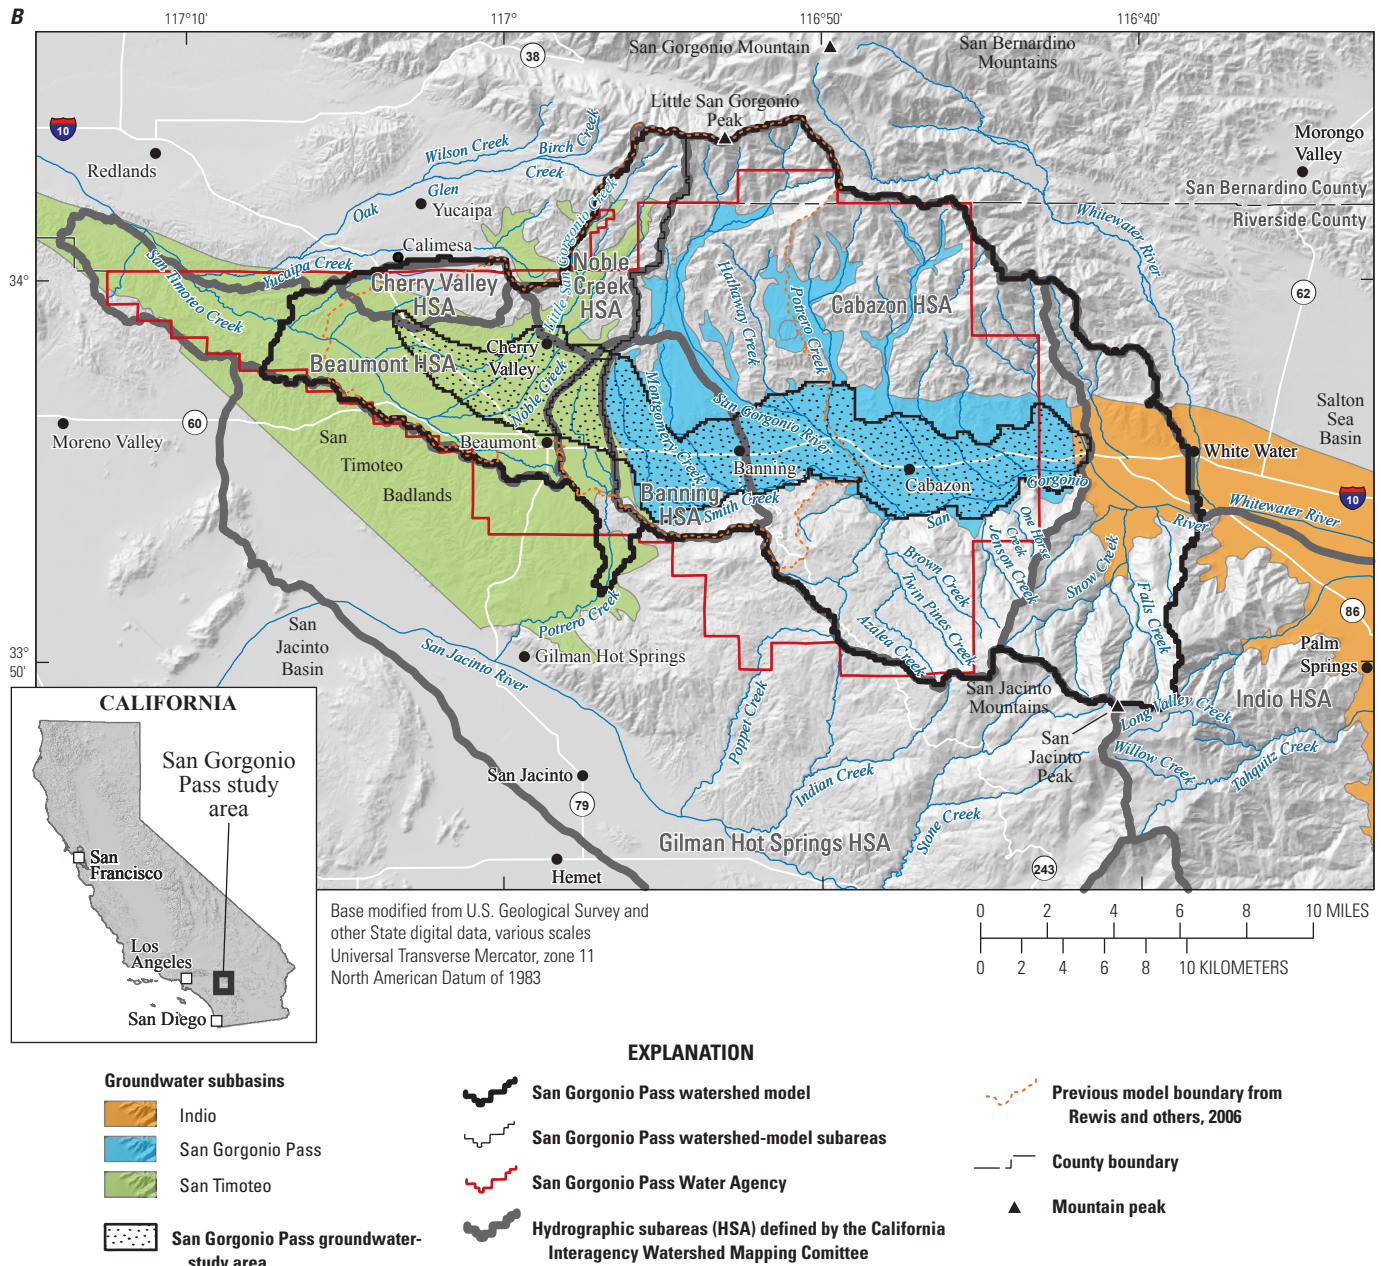 B
117°10'
117°
116°50'
116°40'
38
San Gorgonio Mountain
San Bernardino
Mountains
Little San Gorgonio
Peak
10
Redlands
Wilson Creek
Birch Creek
Oak
Glen
Creek
Yucaipa
Morongo
Valley
San Bernardino County
Riverside County
Whitewater River
Little San Gorgonio Creek
Calimesa
34°
San Timoteo Creek
Yucaipa Creek
Cherry Valley
HSA
Noble
Creek
HSA
Hathaway Creek
Potrero Creek
Cabazon HSA
62
Beaumont HSA
Cherry
Valley
Noble Creek
Montgomery Creek
San Gorgonio River
Moreno Valley
60
San
Timoteo
Badlands
Beaumont
Banning
Cabazon
White Water
Salton
Sea
Basin
Banning
HSA
Smith Creek
San
Gorgonio
River
Whitewater River
10
One Horse
Creek
Jenson Creek
Brown Creek
Twin Pines Creek
Azalea Creek
Snow Creek
Falls Creek
86
Palm
Springs
San
Jacinto
Basin
Potrero Creek
San Jacinto River
Gilman Hot Springs
33°
50'
San Jacinto
Mountains
Long Valley Creek
Indio HSA
San
Jacinto
Peak
Willow Creek
Tahquitz Creek
Poppet Creek
Indian Creek
Stone Creek
San Jacinto
79
Gilman Hot Springs HSA
243
Hemet
CALIFORNIA
San Gorgonio
Pass study
area
San
Francisco
Los
Angeles
San Diego
Base modified from U.S. Geological Survey and
other State digital data, various scales
Universal Transverse Mercator, zone 11
North American Datum of 1983
0 2 4 6 8 10 MILES
0 2 4 6 8 10 KILOMETERS
EXPLANATION
Groundwater subbasins
Indio
San Gorgonio Pass
San Timoteo
San Gorgonio Pass groundwater-
study area
San Gorgonio Pass watershed model
San Gorgonio Pass watershed-model subareas
San Gorgonio Pass Water Agency
Hydrographic subareas (HSA) defined by the California
Interagency Watershed Mapping Comittee
Previous model boundary from
Rewis and others, 2006
County boundary
Mountain peak